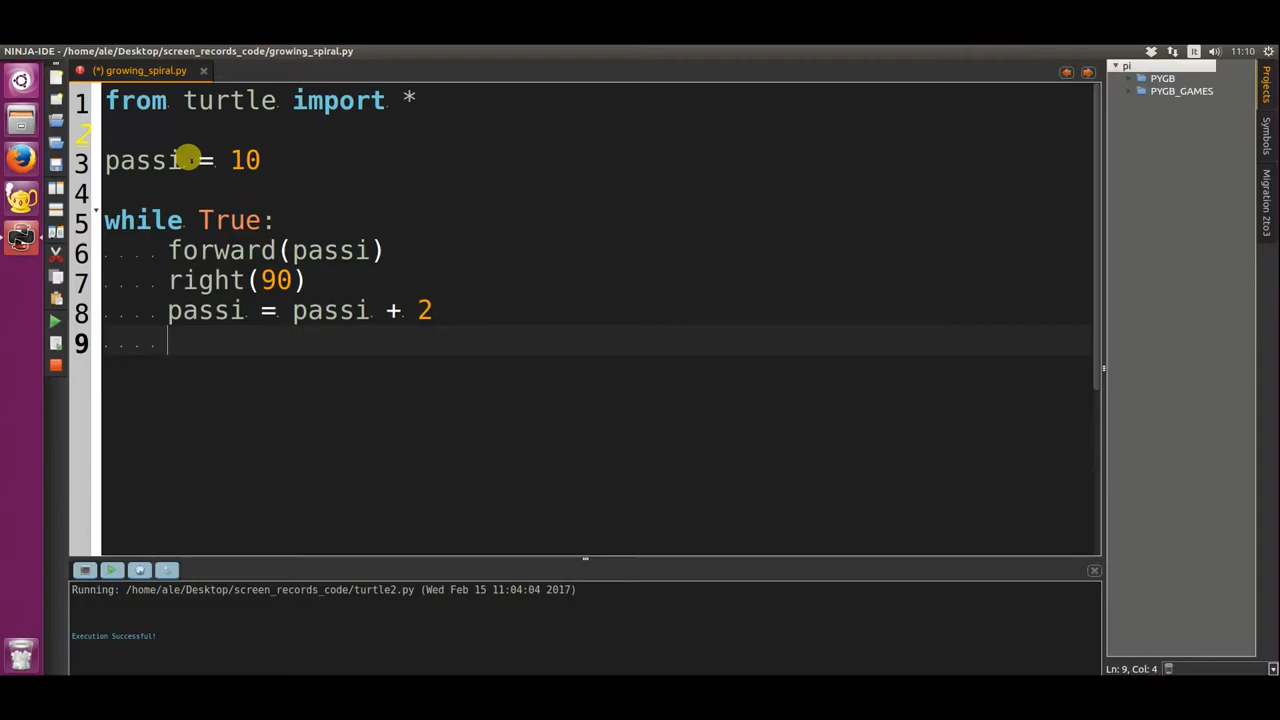 NINJA-IDE - /home/ale/Desktop/screen_records_code/growing_spiral.py
It
11:10
(*) growing_spiral.py
pi
PYGB
PYGB_GAMES
Projects
Symbols
Migration 2to3
1 from turtle import *
2
3 passi = 10
4
5 while True:
6 forward(passi)
7 right(90)
8 passi = passi + 2
9
Running: /home/ale/Desktop/screen_records_code/turtle2.py (Wed Feb 15 11:04:04 2017)
Execution Successful!
Ln: 9, Col: 4